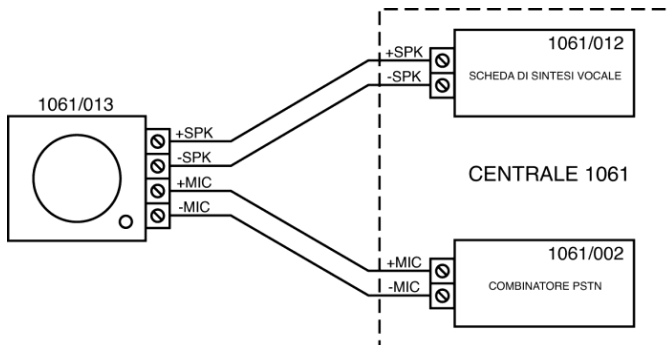 1061/013
+SPK
-SPK
+MIC
-MIC
+SPK
-SPK
1061/012
SCHEDA DI SINTESI VOCALE
CENTRALE 1061
+MIC
-MIC
1061/002
COMBINATORE PSTN